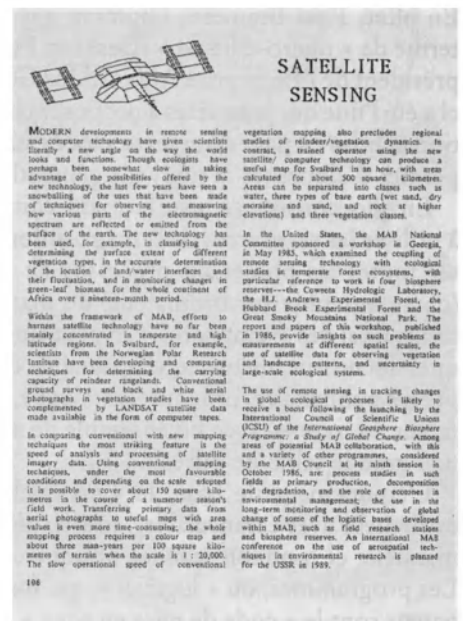 SATELLITE
SENSING
MODERN developments in remote sensing
and computer technology have given scientists
literally a new angle on the way the world
looks and functions. Though ecologists have
perhaps been somewhat slow in taking
advantage of the possibilities offered by the
new technology, the last few years have seen a
snowballing of the uses that have been made
of techniques for observing and measuring
how various parts of the electromagnetic
spectrum are reflected or emitted from the
surface of the earth. The new technology has
been used, for example, in classifying and
determining the surface extent of different
vegetation types, in the accurate determination
of the location of land/water interfaces and
their fluctuation, and in monitoring changes in
green-leaf biomass for the whole continent of
Africa over a nineteen-month period.
Within the framework of MAB, efforts to
harness satellite technology have so far been
mainly concentrated in temperate and high
latitude regions. In Svalbard, for example,
scientists from the Norwegian Polar Research
Institute have been developing and comparing
techniques for determining the carrying
capacity of reindeer rangelands. Conventional
ground surveys and black and white aerial
photographs in vegetation studies have been
complemented by LANDSAT satellite data
made available in the form of computer tapes.
In comparing conventional with new mapping
techniques the most striking feature is the
speed of analysis and processing of satellite
imagery data. Using conventional mapping
techniques, under the most favourable
conditions and depending on the scale adopted
it is possible to cover about 150 square kilo-
metres in the course of a summer season's
field work. Transferring primary data from
aerial photographs to useful maps with area
values is even more time-consuming; the whole
mapping process requires a colour map and
about three man-years per 100 square kilo-
metres of terrain when the scale is 1 : 20,000.
The slow operational speed of conventional
vegetation mapping also precludes regional
studies of reindeer/vegetation dynamics. In
contrast, a trained operator using the new
satellite/ computer technology can produce a
useful map for Svalbard in an hour, with areas
calculated for about 500 square kilometres.
Areas can be separated into classes such as
water, three types of bare earth (wet sand, dry
moraine and sand, and rock at higher
elevations) and three vegetation classes.
In the United States, the MAB National
Committee sponsored a workshop in Georgia,
in May 1985, which examined the coupling of
remote sensing technology with ecological
studies in temperate forest ecosystems, with
particular reference to work in four biosphere
reserves—the Coweeta Hydrologic Laboratory,
the H.J. Andrews Experimental Forest, the
Hubbard Brook Experimental Forest and the
Great Smoky Mountains National Park. The
report and papers of this workshop, published
in 1986, provide insights on such problems as
measurements at different spatial scales, the
use of satellite data for observing vegetation
and landscape patterns, and uncertainty in
large-scale ecological systems.
The use of remote sensing in tracking changes
in global ecological processes is likely to
receive a boost following the launching by the
International Council of Scientific Unions
(ICSU) of the International Geosphere Biosphere
Programme: a Study of Global Change. Among
areas of potential MAB collaboration, with this
and a variety of other programmes, considered
by the MAB Council at its ninth session in
October 1986, are: process studies in such
fields as primary production, decomposition
and degradation, and the role of ecotones in
environmental management; the use in the
long-term monitoring and observation of global
change of some of the logistic bases developed
within MAB, such as field research stations
and biosphere reserves. An international MAB
conference on the use of aerospatial tech-
niques in environmental research is planned
for the USSR in 1989.
106